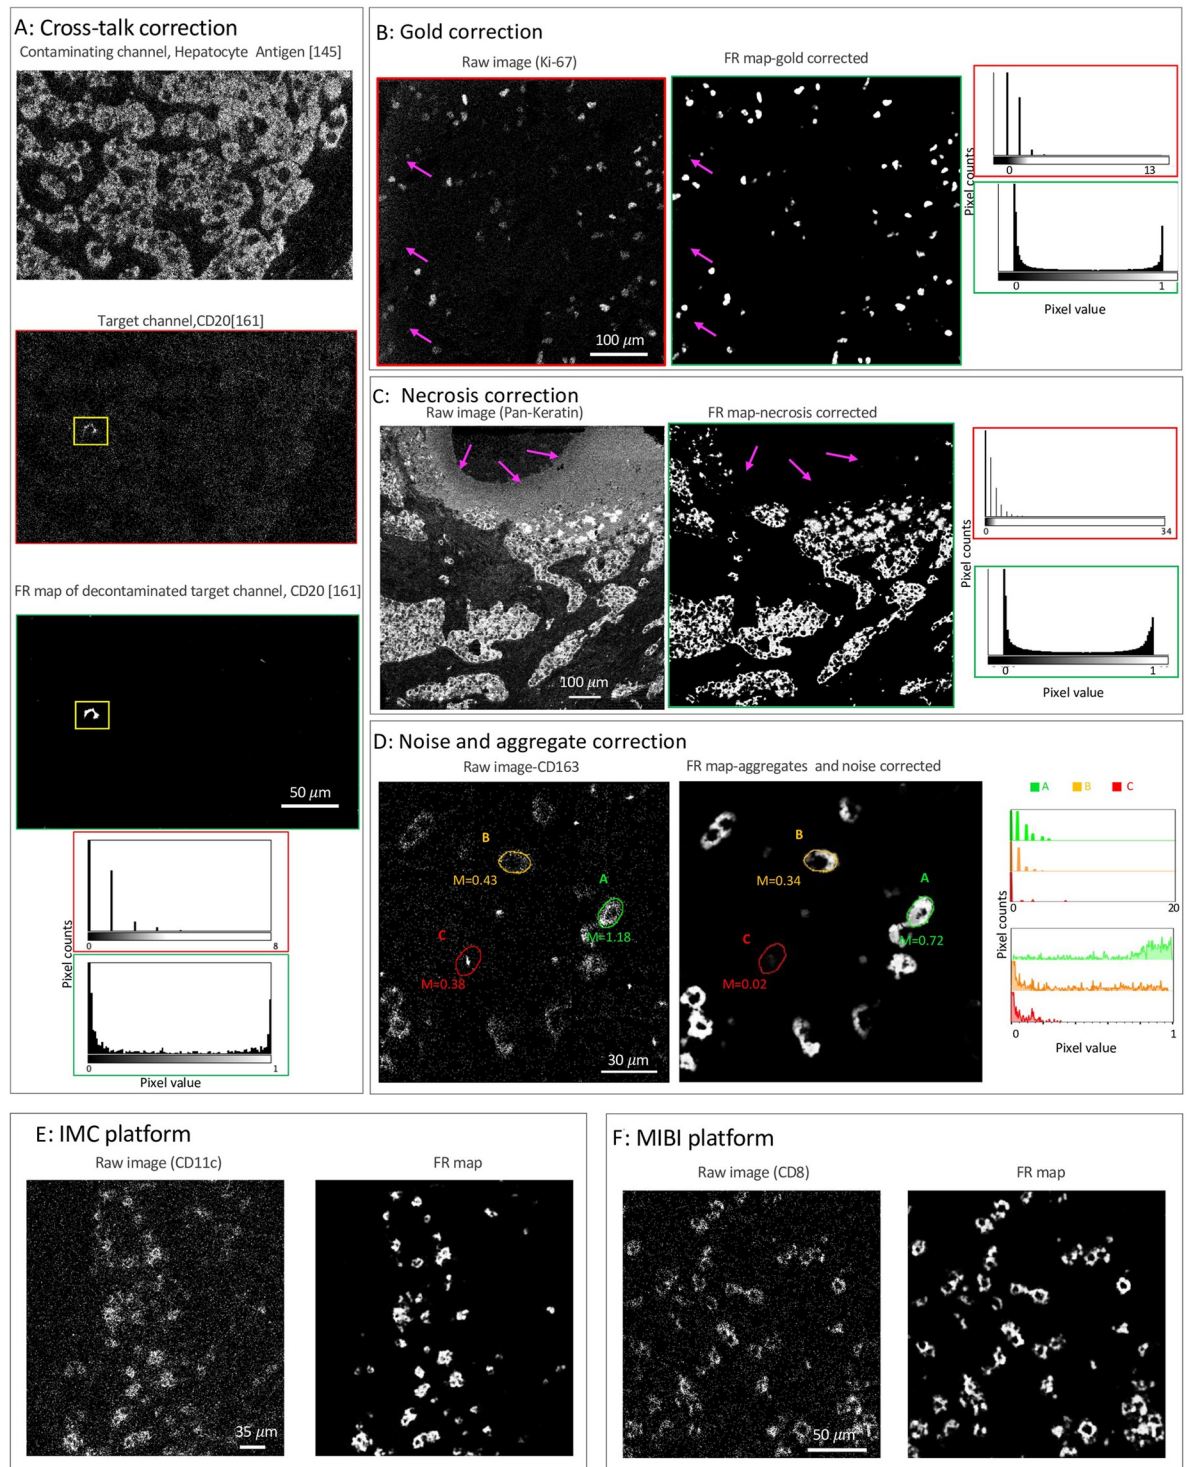 A: Cross-talk correction
Contaminating channel, Hepatocyte Antigen [145]
Target channel,CD20[161]
FR map of decontaminated target channel, CD20 [161]
50 μm
Pixel counts
0
8
0
1
Pixel value
B: Gold correction
Raw image (Ki-67)
FR map-gold corrected
100 μm
Pixel counts
0
13
0
1
Pixel value
C: Necrosis correction
Raw image (Pan-Keratin)
FR map-necrosis corrected
100 μm
Pixel counts
0
34
0
1
Pixel value
D: Noise and aggregate correction
Raw image-CD163
FR map-aggregates and noise corrected
B
M=0.43
A
M=1.18
C
M=0.38
30 μm
B
M=0.34
A
M=0.72
C
M=0.02
A B C
Pixel counts
0
20
0
1
Pixel value
E: IMC platform
Raw image (CD11c)
FR map
35 μm
F: MIBI platform
Raw image (CD8)
FR map
50 μm